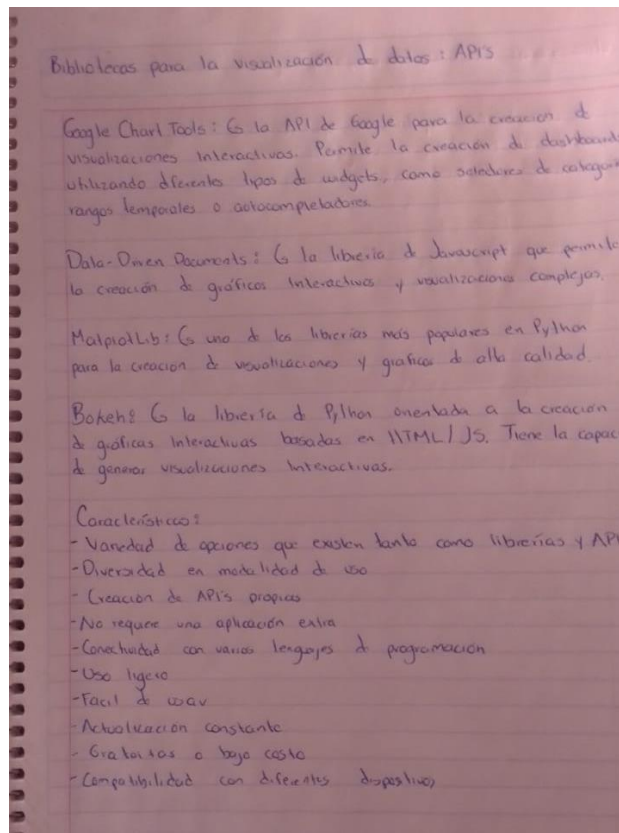 Bibliotecas para la visualización de datos: API's
Google Chart Tools: Es la API de Google para la creación de
visualizaciones Interactivas. Permite la creación de dashboards
utilizando diferentes tipos de widgets, como selectores de categorí
rangos temporales o autocompletadores.
Data-Driven Documents: Es la librería de Javascript que permite
la creación de gráficos Interactivos y visualizaciones complejas.
MatplotLib: Es uno de las librerías más populares en Python
para la creación de visualizaciones y graficos de alta calidad.
Bokeh: Es la librería de Python orientada a la creación
de gráficas Interactivas basadas en HTML/JS. Tiene la capac
de generar visualizaciones Interactivas.
Características:
- Variedad de opciones que existen tanto como librerías y API
- Diversidad en modalidad de uso
- Creación de API's propias
- No requiere una aplicación extra
- Conectividad con varios lenguajes de programación
- Uso ligero
- Facil de usar
- Actualización constante
- Gratuitas o bajo costo
- Compatibilidad con diferentes dispositivos